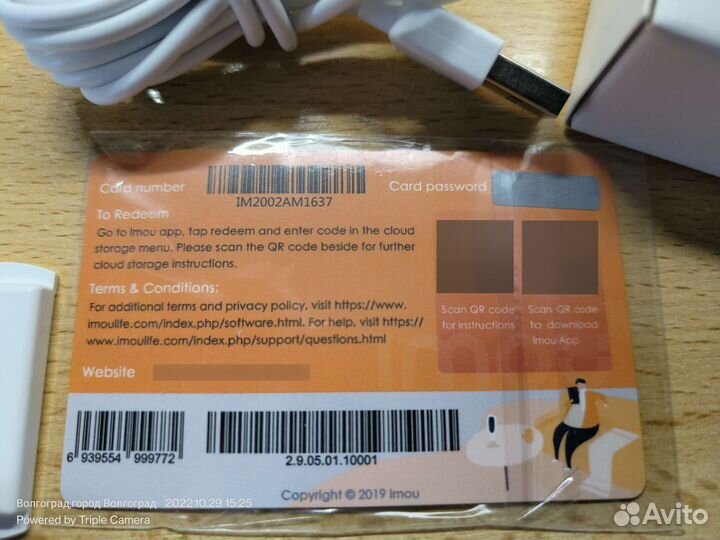 Card number
IM2002AM1637
Card password
To Redeem
Go to Imou app, tap redeem and enter code in the cloud
storage menu. Please scan the QR code beside for further
cloud storage instructions.
Terms & Conditions:
For additional terms and privacy policy, visit https://www.
imoulife.com/index.php/software.html. For help, visit https://
www.imoulife.com/index.php/support/questions.html
Scan QR code
for instructions
Scan QR code
to download
Imou App
Website
6 939554 999772
2.9.05.01.10001
Copyright © 2019 Imou
Волгоград город Волгоград 2022.10.29 15:25
Powered by Triple Camera
Avito